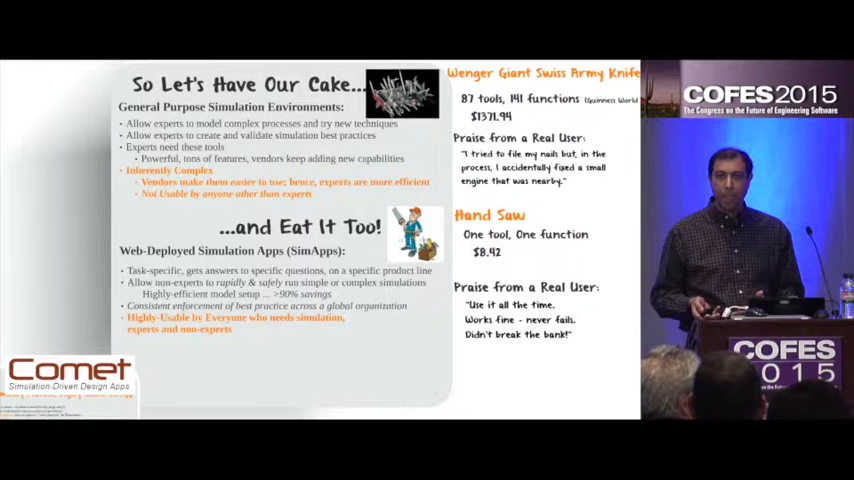 So Let's Have Our Cake...
General Purpose Simulation Environments:
• Allow experts to model complex processes and try new techniques
• Allow experts to create and validate simulation best practices
• Experts need these tools
• Powerful, tons of features, vendors keep adding new capabilities
• Inherently Complex
• Vendors make them easier to use; hence, experts are more efficient
• Not Usable by anyone other than experts
...and Eat It Too!
Web-Deployed Simulation Apps (SimApps):
• Task-specific, gets answers to specific questions, on a specific product line
• Allow non-experts to rapidly & safely run simple or complex simulations
Highly-efficient model setup ... >90% savings
• Consistent enforcement of best practice across a global organization
• Highly-Usable by Everyone who needs simulation,
experts and non-experts
Comet
Simulation-Driven Design Apps
Wenger Giant Swiss Army Knife
87 tools, 141 functions (Guinness World
$1371.94
Praise from a Real User:
"I tried to file my nails but, in the
process, I accidentally fixed a small
engine that was nearby."
Hand Saw
One tool, One function
$8.42
Praise from a Real User:
"Use it all the time.
Works fine - never fails.
Didn't break the bank!"
COFES2015
The Congress on the Future of Engineering Software
COFES
2015